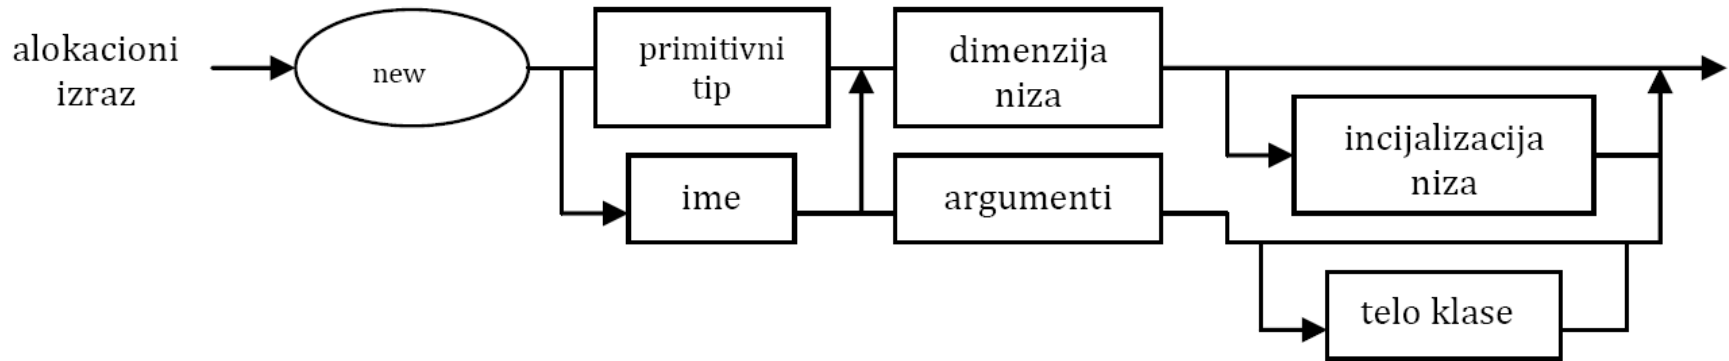 alokacioni
izraz
new
primitivni
tip
dimenzija
niza
incijalizacija
niza
ime
argumenti
telo klase